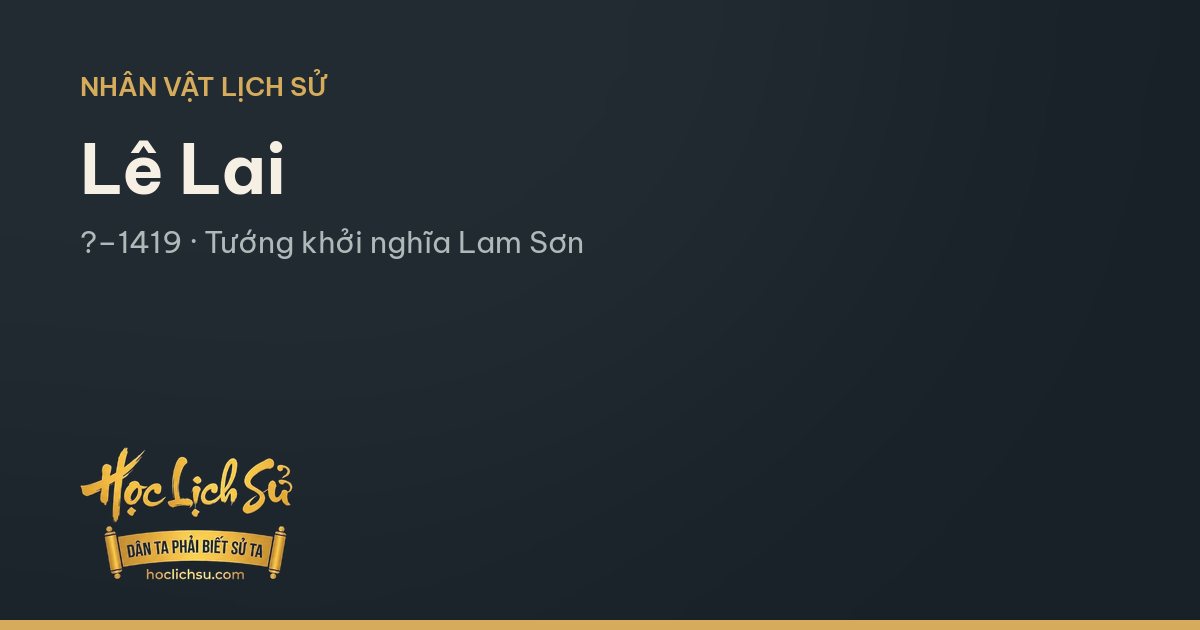 NHÂN VẬT LỊCH SỬ
Lê Lai
?–1419 · Tướng khởi nghĩa Lam Sơn
Học Lịch Sử
DÂN TA PHẢI BIẾT SỬ TA
hoclichsu.com